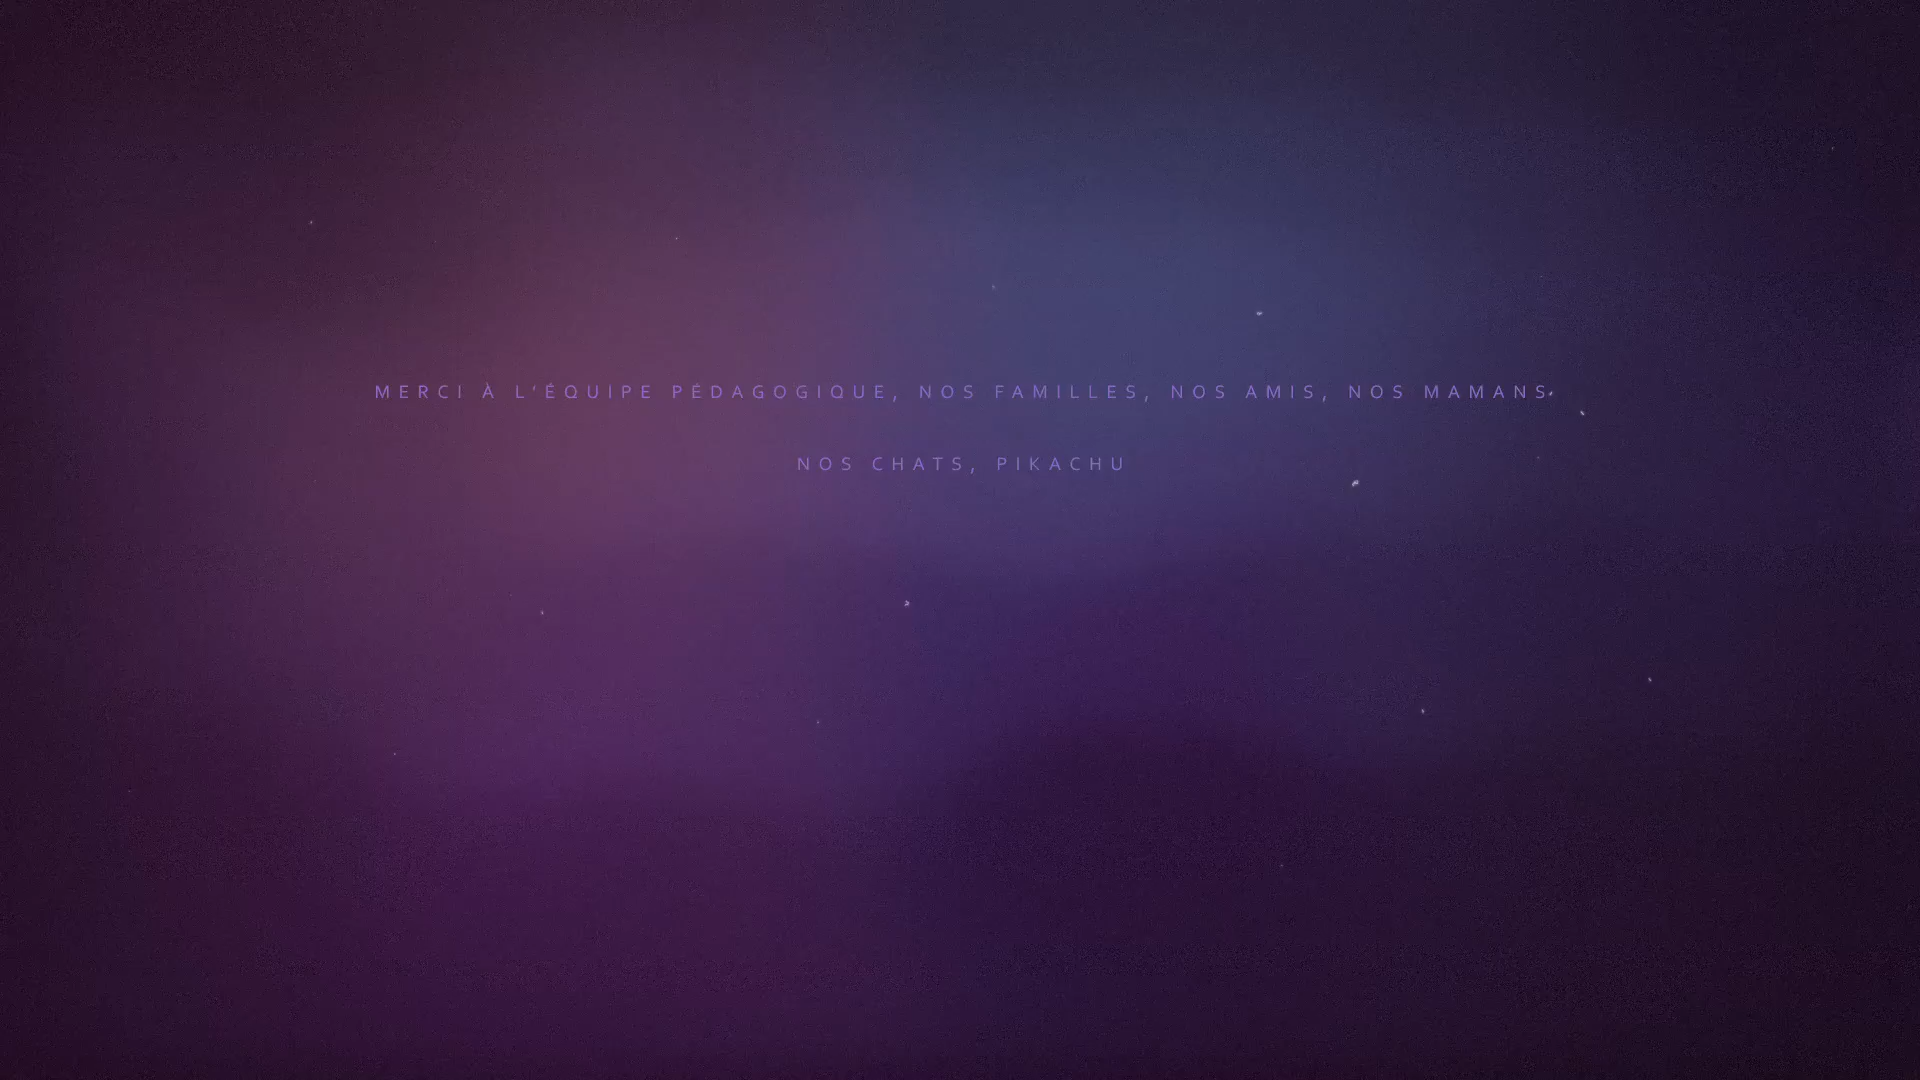 MERCI À L'ÉQUIPE PÉDAGOGIQUE, NOS FAMILLES, NOS AMIS, NOS MAMANS
NOS CHATS, PIKACHU